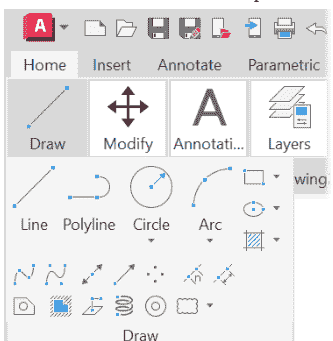 A
Home Insert Annotate Parametric
A
Draw Modify Annotati... Layers
wing
Line Polyline Circle Arc
Draw